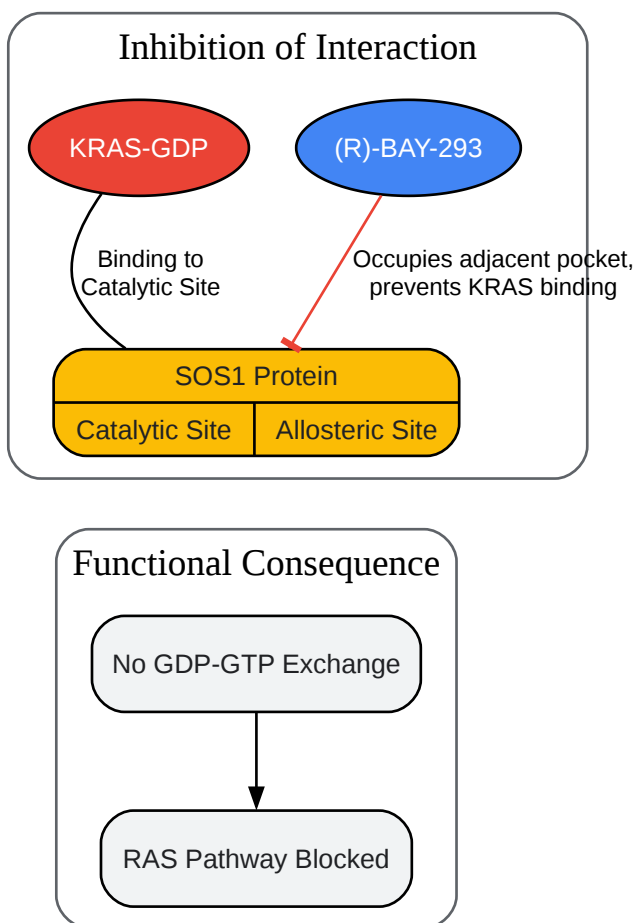 Inhibition of Interaction
KRAS-GDP
(R)-BAY-293
Binding to
Catalytic Site
Occupies adjacent pocket,
prevents KRAS binding
SOS1 Protein
Catalytic Site
Allosteric Site
Functional Consequence
No GDP-GTP Exchange
RAS Pathway Blocked